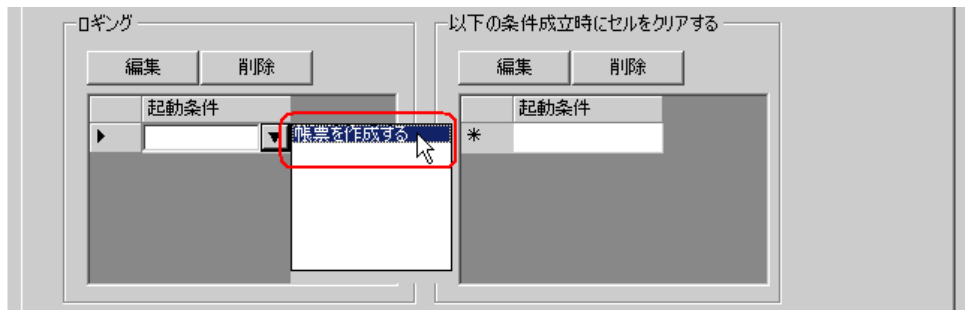 ロギング
編集
削除
起動条件
帳票を作成する
以下の条件成立時にセルをクリアする
編集
削除
起動条件